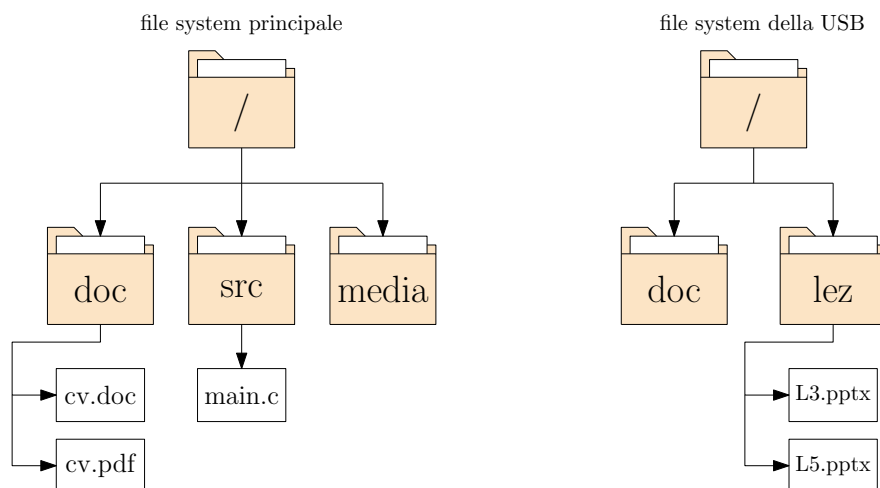 file system principale
file system della USB
/
/
doc
src
media
doc
lez
cv.doc
main.c
L3.pptx
cv.pdf
L5.pptx